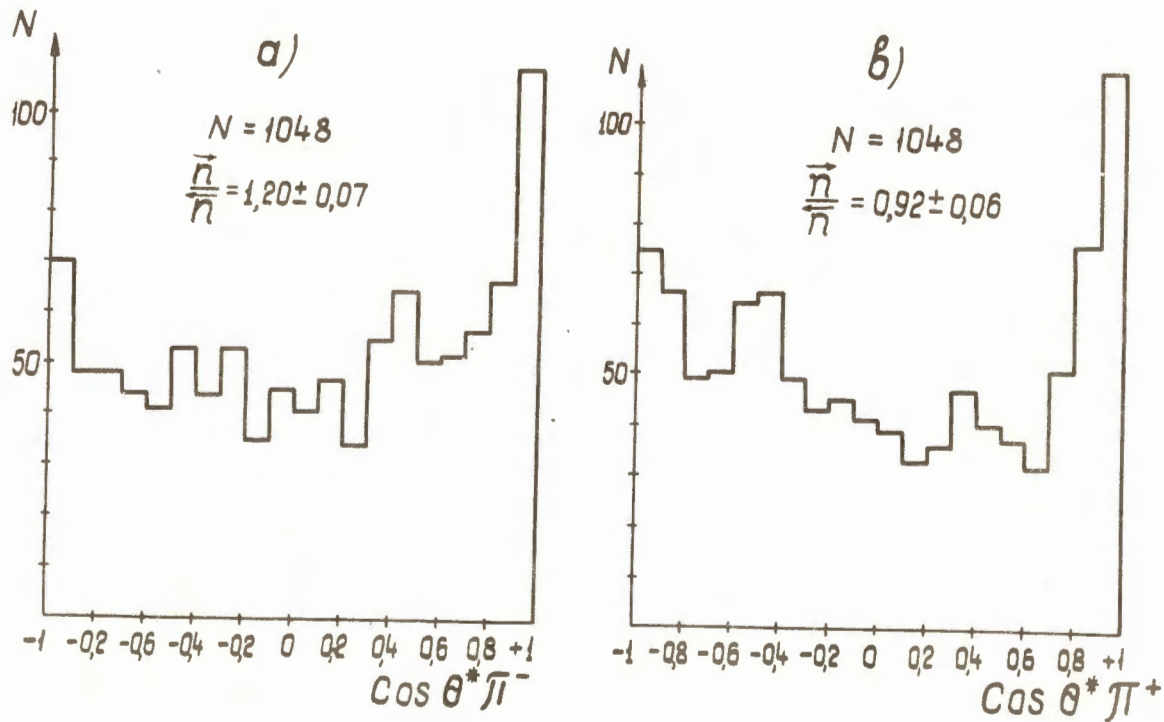 N
a)
100
N = 1048
n/n = 1,20 ± 0,07
50
-1 -0,2 -0,6 -0,4 -0,2 0 0,2 0,4 0,6 0,8 +1
Cos θ* π⁻
N
в)
100
N = 1048
n/n = 0,92 ± 0,06
50
-1 -0,8 -0,6 -0,4 -0,2 0 0,2 0,4 0,6 0,8 +1
Cos θ* π⁺